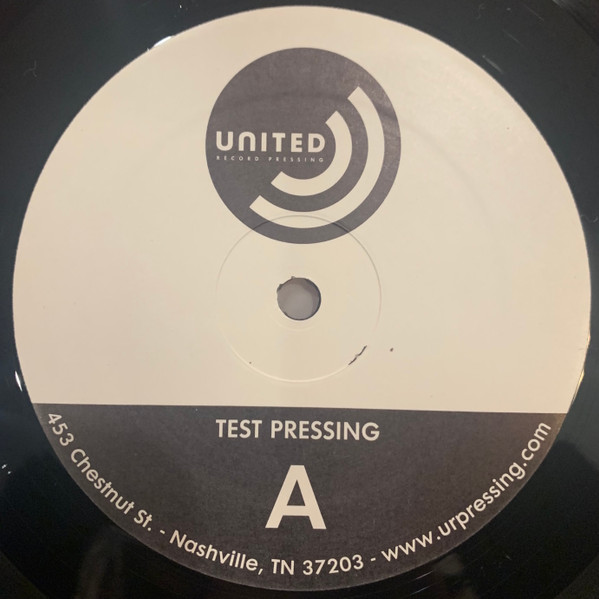 UNITED
RECORD PRESSING
TEST PRESSING
A
453 Chestnut St. - Nashville, TN 37203 - www.urpressing.com